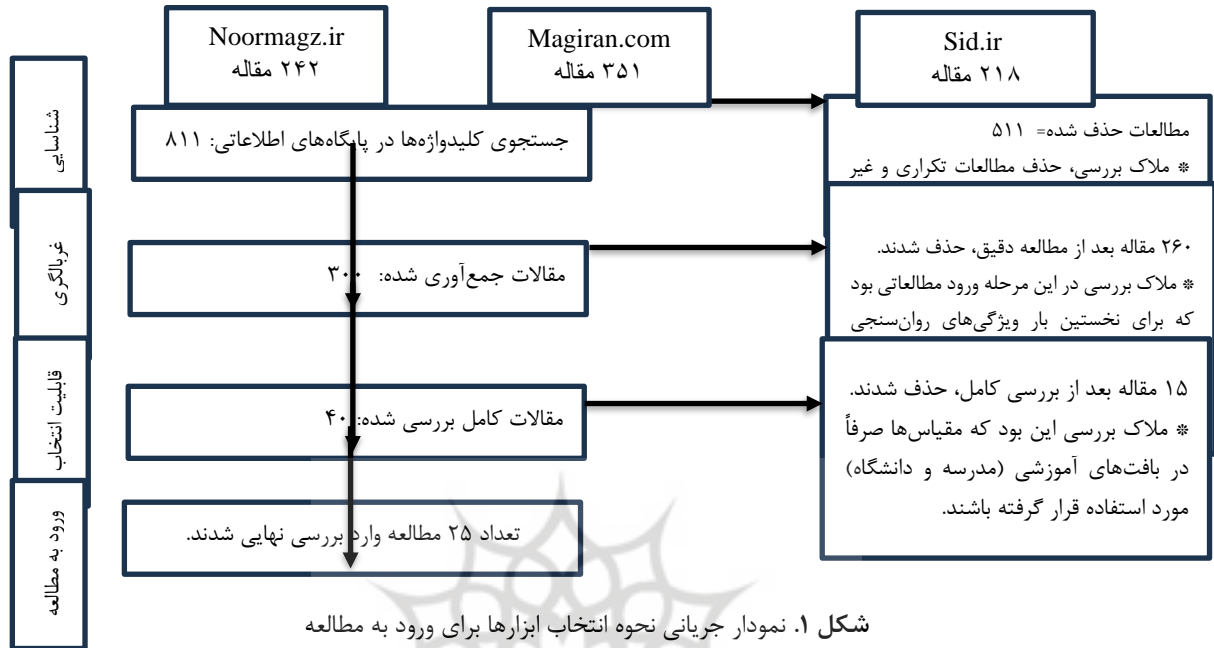 Noormagz.ir
۲۴۲ مقاله
Magiran.com
۳۵۱ مقاله
Sid.ir
۲۱۸ مقاله
شناسایی
جستجوی کلیدواژه‌ها در پایگاه‌های اطلاعاتی: ۸۱۱
مطالعات حذف شده= ۵۱۱
* ملاک بررسی، حذف مطالعات تکراری و غیر
غربالگری
مقالات جمع‌آوری شده: ۳۰۰
۲۶۰ مقاله بعد از مطالعه دقیق، حذف شدند.
* ملاک بررسی در این مرحله ورود مطالعاتی بود
که برای نخستین بار ویژگی‌های روان‌سنجی
قابلیت انتخاب
مقالات کامل بررسی شده: ۴۰
۱۵ مقاله بعد از بررسی کامل، حذف شدند.
* ملاک بررسی این بود که مقیاس‌ها صرفاً
در بافت‌های آموزشی (مدرسه و دانشگاه)
مورد استفاده قرار گرفته باشند.
ورود به مطالعه
تعداد ۲۵ مطالعه وارد بررسی نهایی شدند.
شکل ۱. نمودار جریانی نحوه انتخاب ابزارها برای ورود به مطالعه